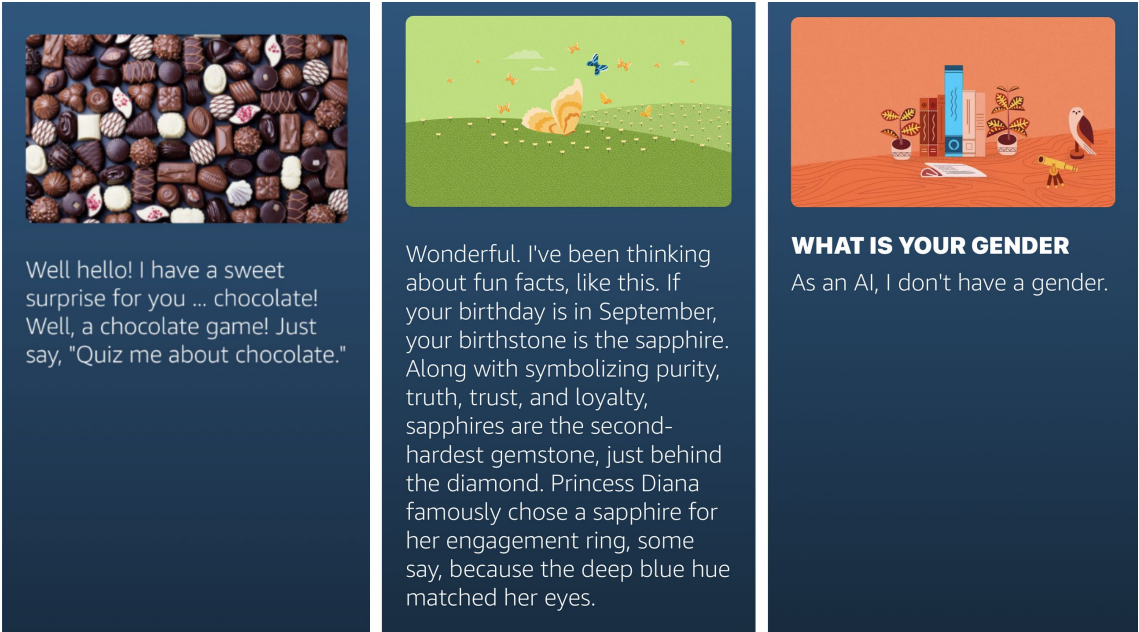 Well hello! I have a sweet
surprise for you ... chocolate!
Well, a chocolate game! Just
say, "Quiz me about chocolate."
Wonderful. I've been thinking
about fun facts, like this. If
your birthday is in September,
your birthstone is the sapphire.
Along with symbolizing purity,
truth, trust, and loyalty,
sapphires are the second-
hardest gemstone, just behind
the diamond. Princess Diana
famously chose a sapphire for
her engagement ring, some
say, because the deep blue hue
matched her eyes.
WHAT IS YOUR GENDER
As an AI, I don't have a gender.